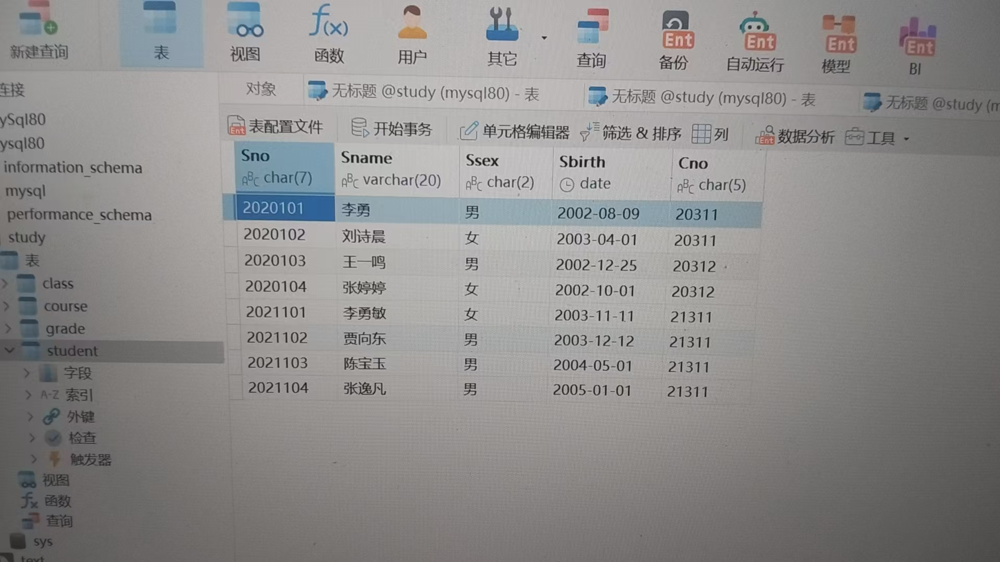 新建查询 表 视图 函数 用户 其它 查询 备份 自动运行 模型 BI
Ent Ent Ent Ent
连接
对象 无标题 @study (mysql80) - 表 无标题 @study (mysql80) - 表 无标题 @study (m
表配置文件 开始事务 单元格编辑器 筛选 & 排序 列 数据分析 工具
ySql80
ysql80
information_schema
mysql
performance_schema
study
表
class
course
grade
student
字段
A-Z 索引
外键
检查
触发器
视图
fx 函数
查询
sys
text
Sno Sname Ssex Sbirth Cno
char(7) varchar(20) char(2) date char(5)
2020101 李勇 男 2002-08-09 20311
2020102 刘诗晨 女 2003-04-01 20311
2020103 王一鸣 男 2002-12-25 20312
2020104 张婷婷 女 2002-10-01 20312
2021101 李勇敏 女 2003-11-11 21311
2021102 贾向东 男 2003-12-12 21311
2021103 陈宝玉 男 2004-05-01 21311
2021104 张逸凡 男 2005-01-01 21311